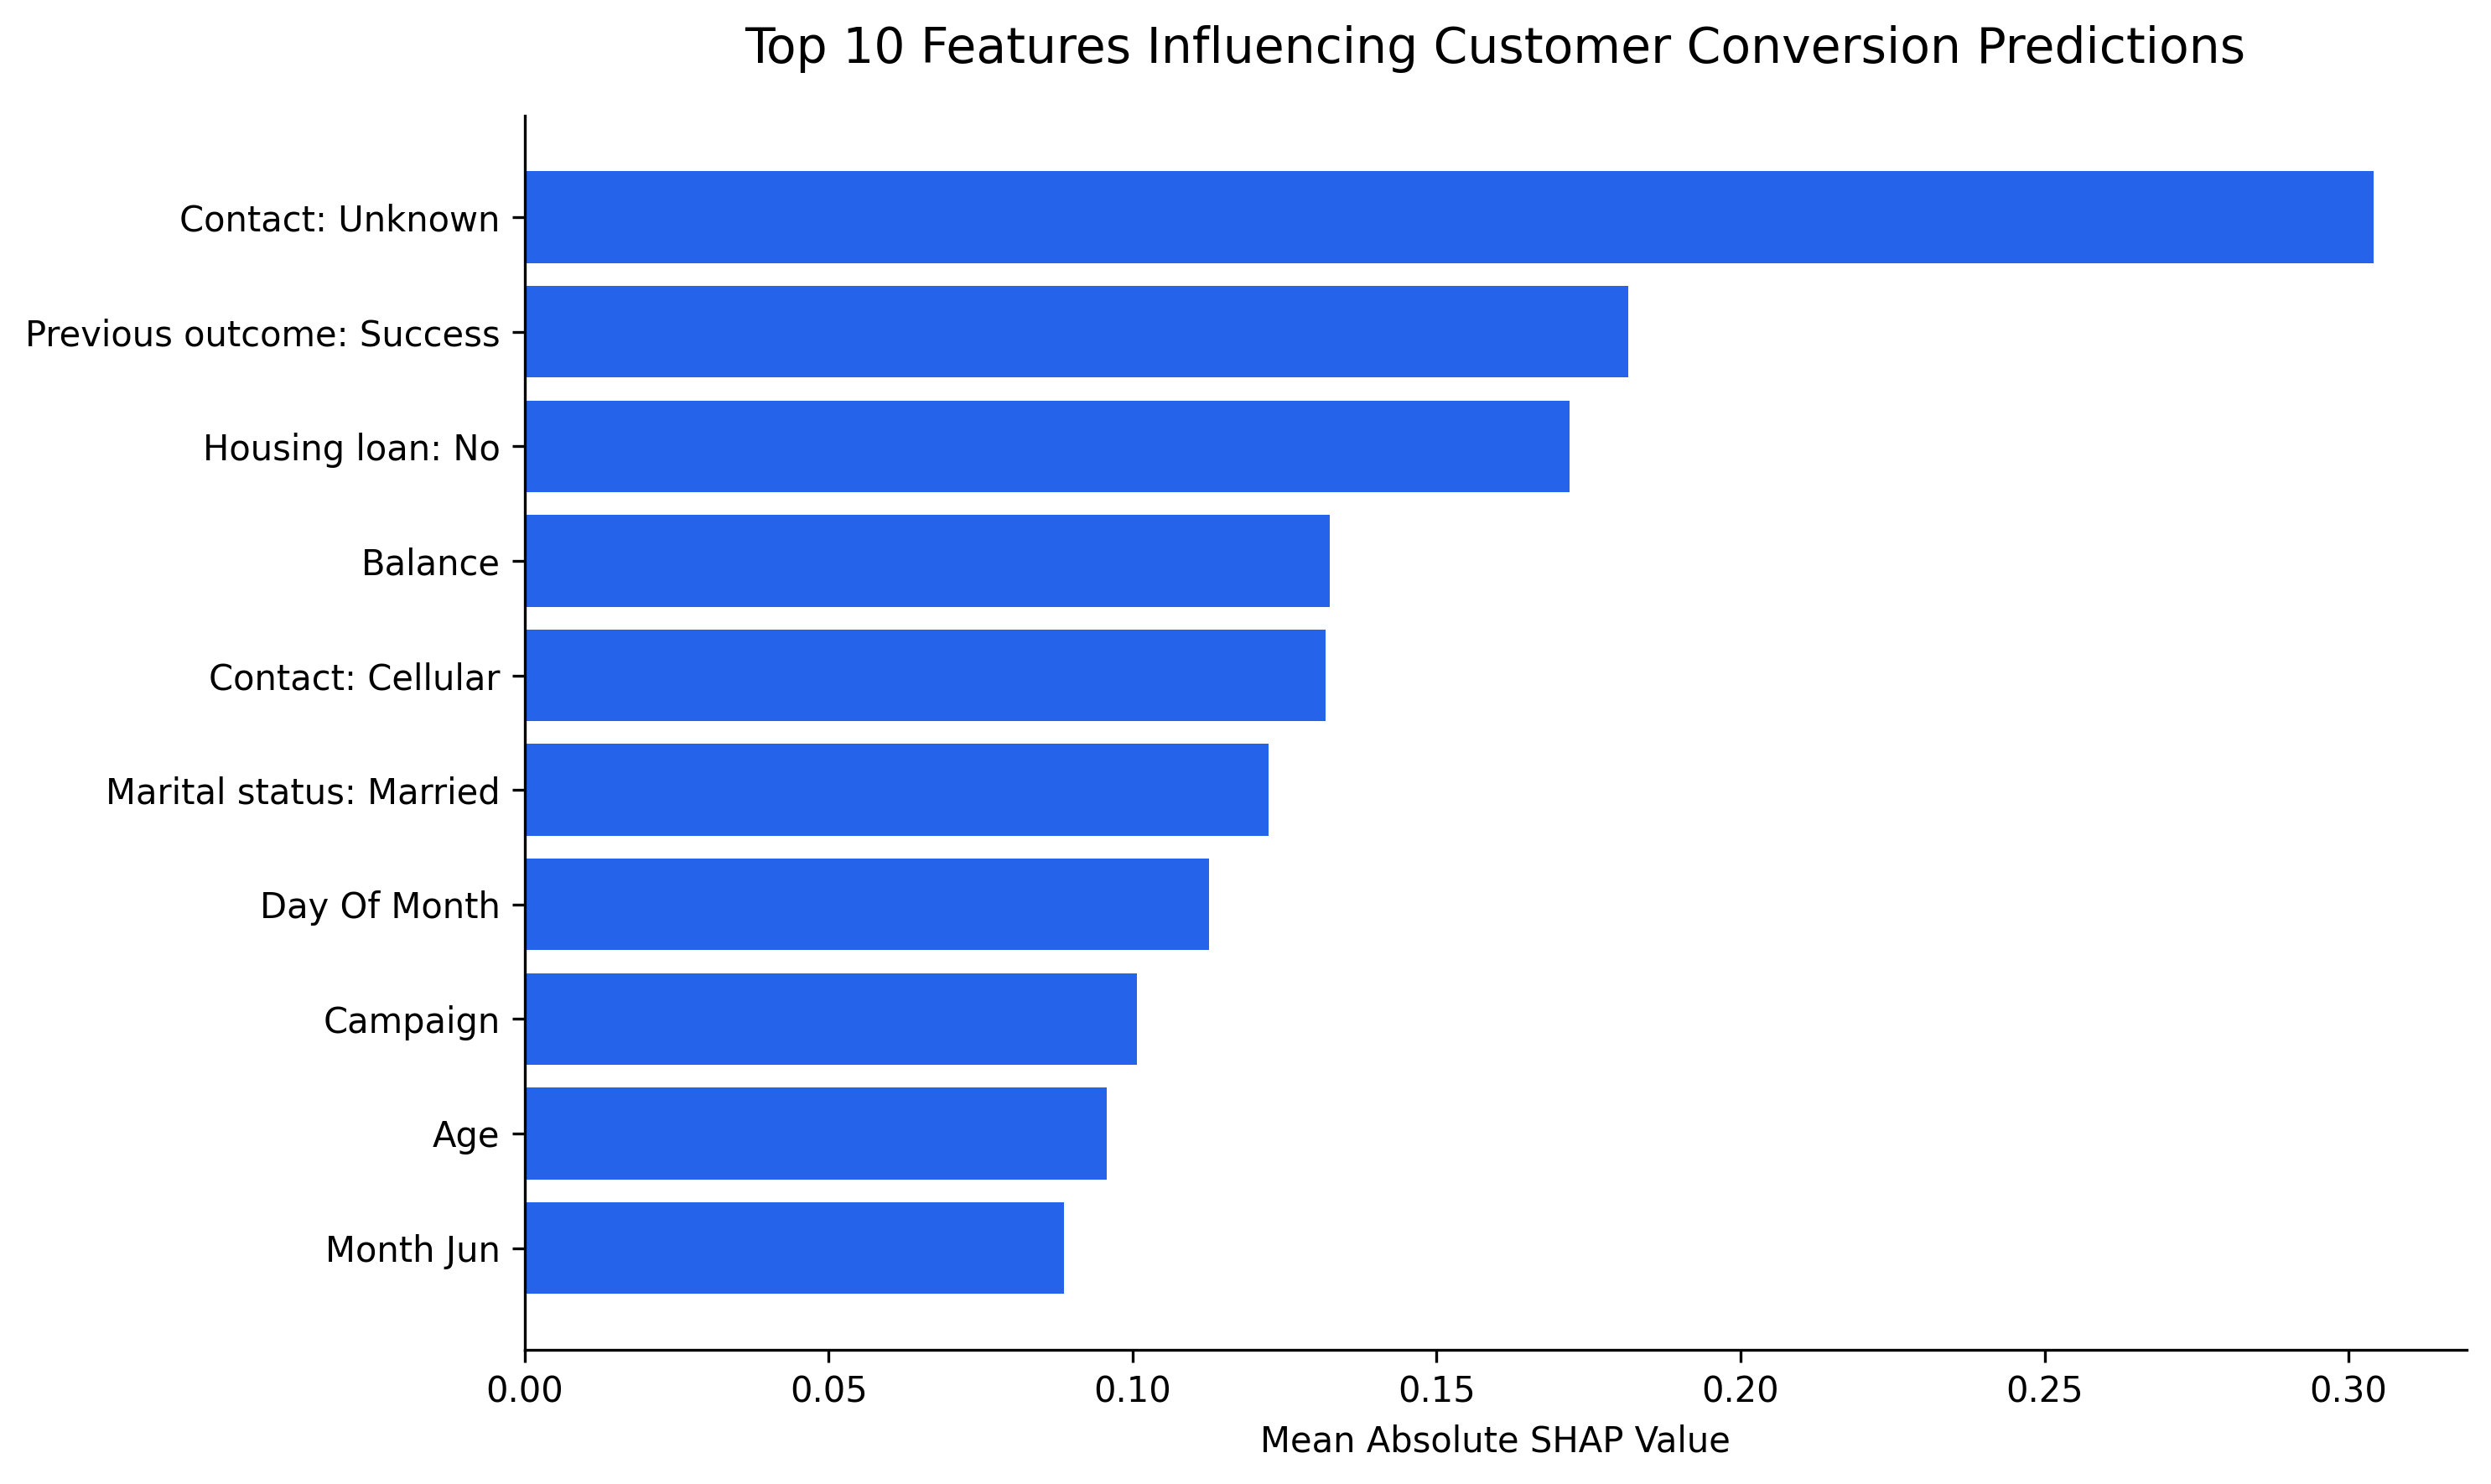 Top 10 Features Influencing Customer Conversion Predictions
Contact: Unknown
Previous outcome: Success
Housing loan: No
Balance
Contact: Cellular
Marital status: Married
Day Of Month
Campaign
Age
Month Jun
0.00 0.05 0.10 0.15 0.20 0.25 0.30
Mean Absolute SHAP Value